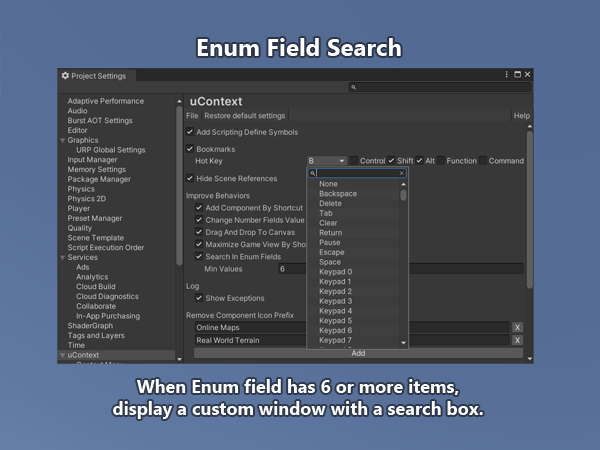 Enum Field Search
Project Settings
Adaptive Performance
Audio
Burst AOT Settings
Editor
Graphics
URP Global Settings
Input Manager
Memory Settings
Package Manager
Physics
Physics 2D
Player
Preset Manager
Quality
Scene Template
Script Execution Order
Services
Ads
Analytics
Cloud Build
Cloud Diagnostics
Collaborate
In-App Purchasing
ShaderGraph
Tags and Layers
Time
uContext
uContext
File Restore default settings Help
Add Scripting Define Symbols
Bookmarks
Hot Key B Control Shift Alt Function Command
Hide Scene References
Improve Behaviors
Add Component By Shortcut
Change Number Fields Value
Drag And Drop To Canvas
Maximize Game View By Sho
Search In Enum Fields
Min Values 6
Log
Show Exceptions
Remove Component Icon Prefix
Online Maps X
Real World Terrain X
Add
None
Backspace
Delete
Tab
Clear
Return
Pause
Escape
Space
Keypad 0
Keypad 1
Keypad 2
Keypad 3
Keypad 4
Keypad 5
Keypad 6
Keypad 7
When Enum field has 6 or more items,
display a custom window with a search box.